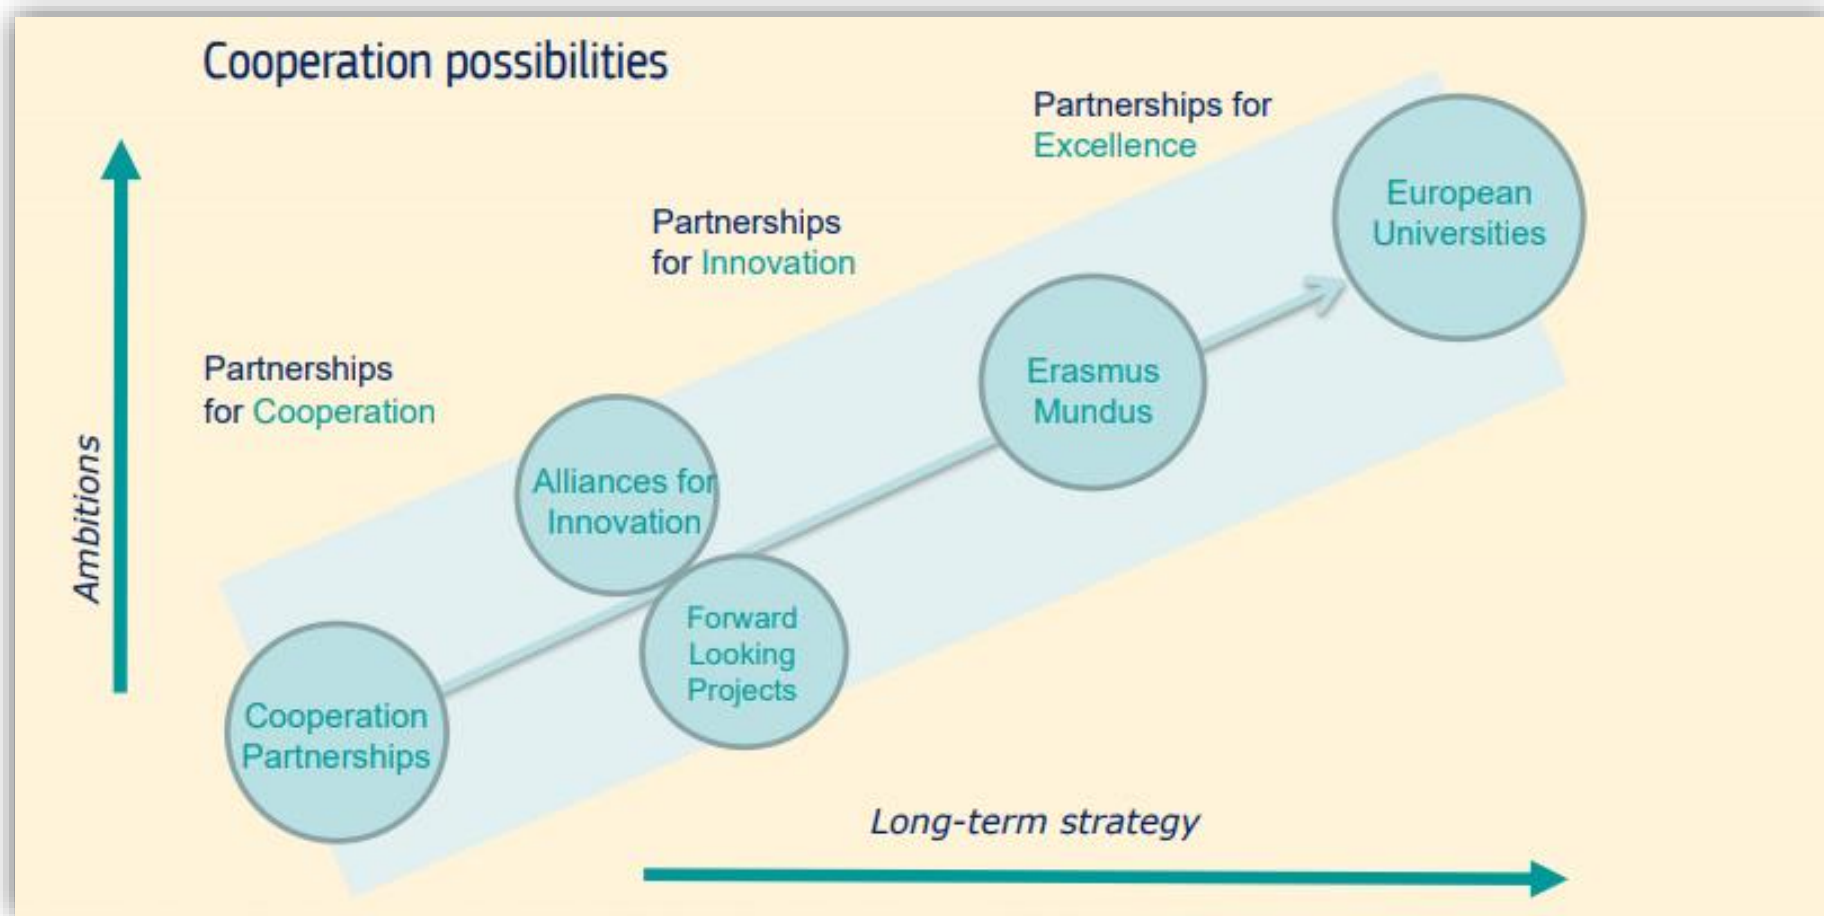 Cooperation possibilities
Partnerships for
Excellence
European
Universities
Partnerships
for Innovation
Erasmus
Mundus
Partnerships
for Cooperation
Alliances for
Innovation
Ambitions
Forward
Looking
Projects
Cooperation
Partnerships
Long-term strategy